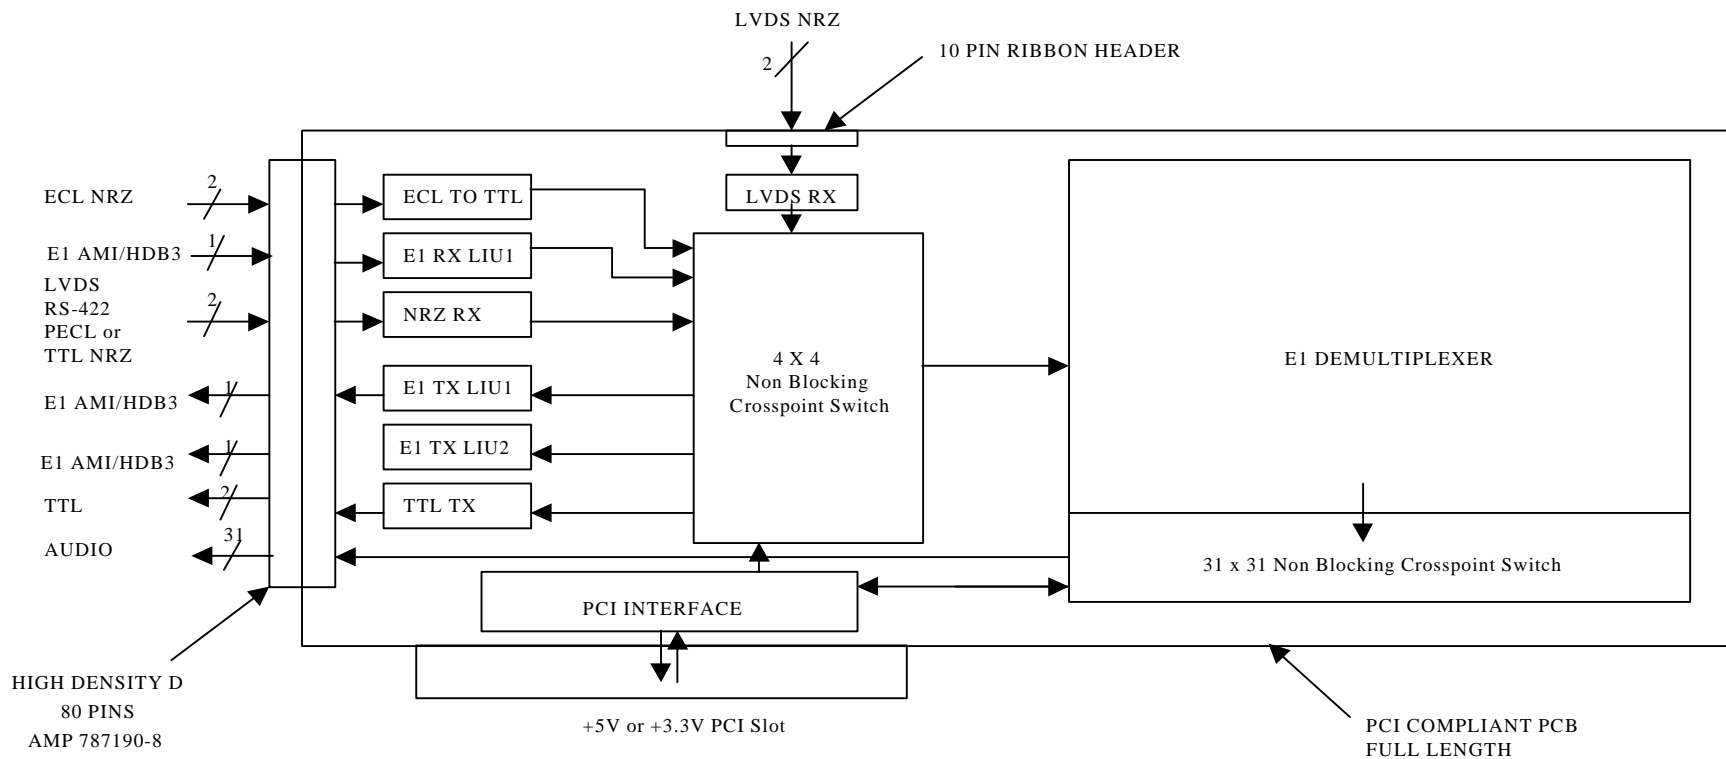 LVDS NRZ
2
10 PIN RIBBON HEADER
ECL NRZ
2
ECL TO TTL
LVDS RX
E1 AMI/HDB3
1
E1 RX LIU1
LVDS
RS-422
PECL or
TTL NRZ
2
NRZ RX
4 X 4
Non Blocking
Crosspoint Switch
E1 DEMULTIPLEXER
E1 AMI/HDB3
1
E1 TX LIU1
E1 AMI/HDB3
1
E1 TX LIU2
TTL
2
TTL TX
AUDIO
31
31 x 31 Non Blocking Crosspoint Switch
PCI INTERFACE
HIGH DENSITY D
80 PINS
AMP 787190-8
+5V or +3.3V PCI Slot
PCI COMPLIANT PCB
FULL LENGTH